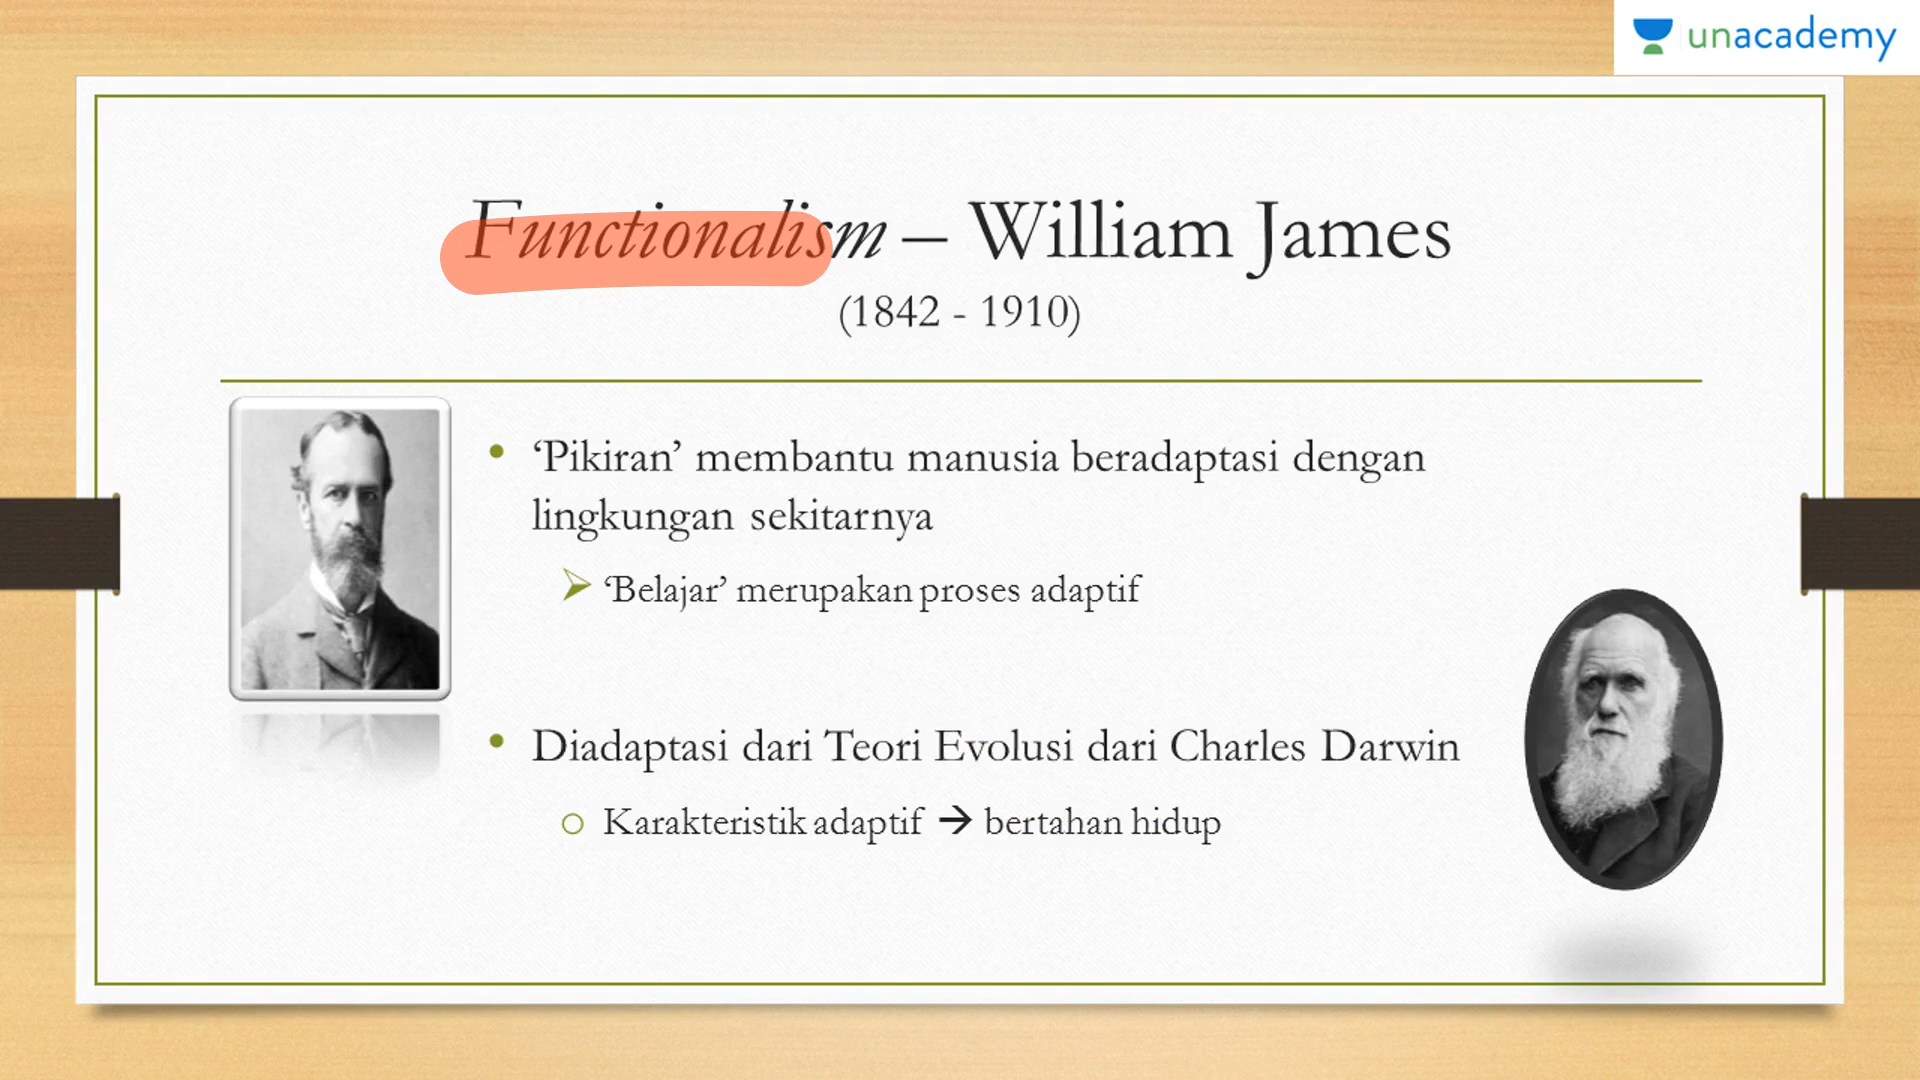 unacademy
Functionalism – William James
(1842 - 1910)
• ‘Pikiran’ membantu manusia beradaptasi dengan
lingkungan sekitarnya
➢ ‘Belajar’ merupakan proses adaptif
• Diadaptasi dari Teori Evolusi dari Charles Darwin
○ Karakteristik adaptif → bertahan hidup